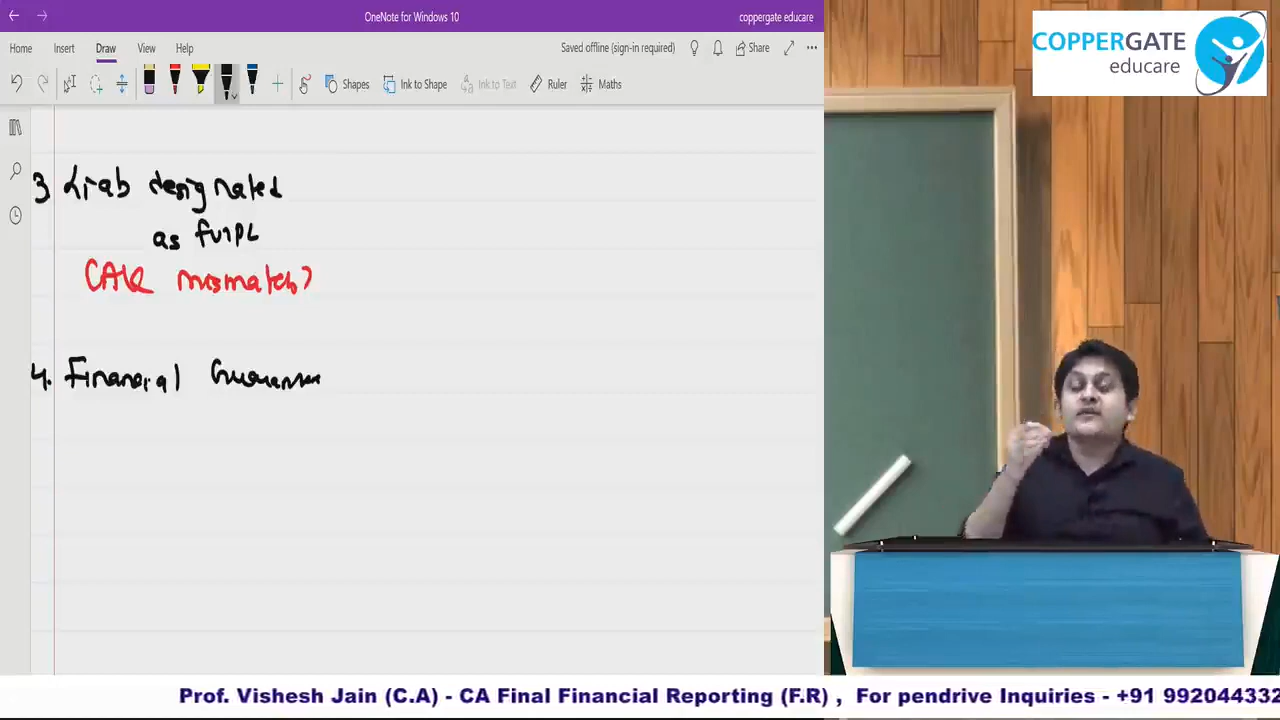 OneNote for Windows 10
coppergate educare
Home Insert Draw View Help
Saved offline (sign-in required)
Share
Shapes
Ink to Shape
Ink to Text
Ruler
Maths
COPPERGATE
educare
3. Liab designated
as FVTPL
mismatch?
4. Financial Guarantee
Prof. Vishesh Jain (C.A) - CA Final Financial Reporting (F.R) , For pendrive Inquiries - +91 992044332